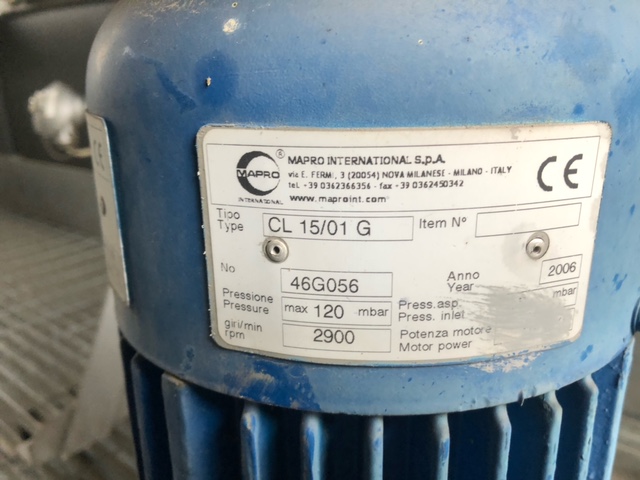 ® MAPRO INTERNATIONAL S.p.A.
via E. FERMI, 3 (20054) NOVA MILANESE - MILANO - ITALY
MAPRO
tel. +39 0362366356 - fax +39 0362450342
INTERNATIONAL
www.maproint.com
CE
Tipo
Type
CL 15/01 G
Item N°
No
46G056
Anno
Year
2006
Pressione
Pressure
max 120 mbar
Press.asp.
Press. inlet
mbar
giri/min
rpm
2900
Potenza motore
Motor power